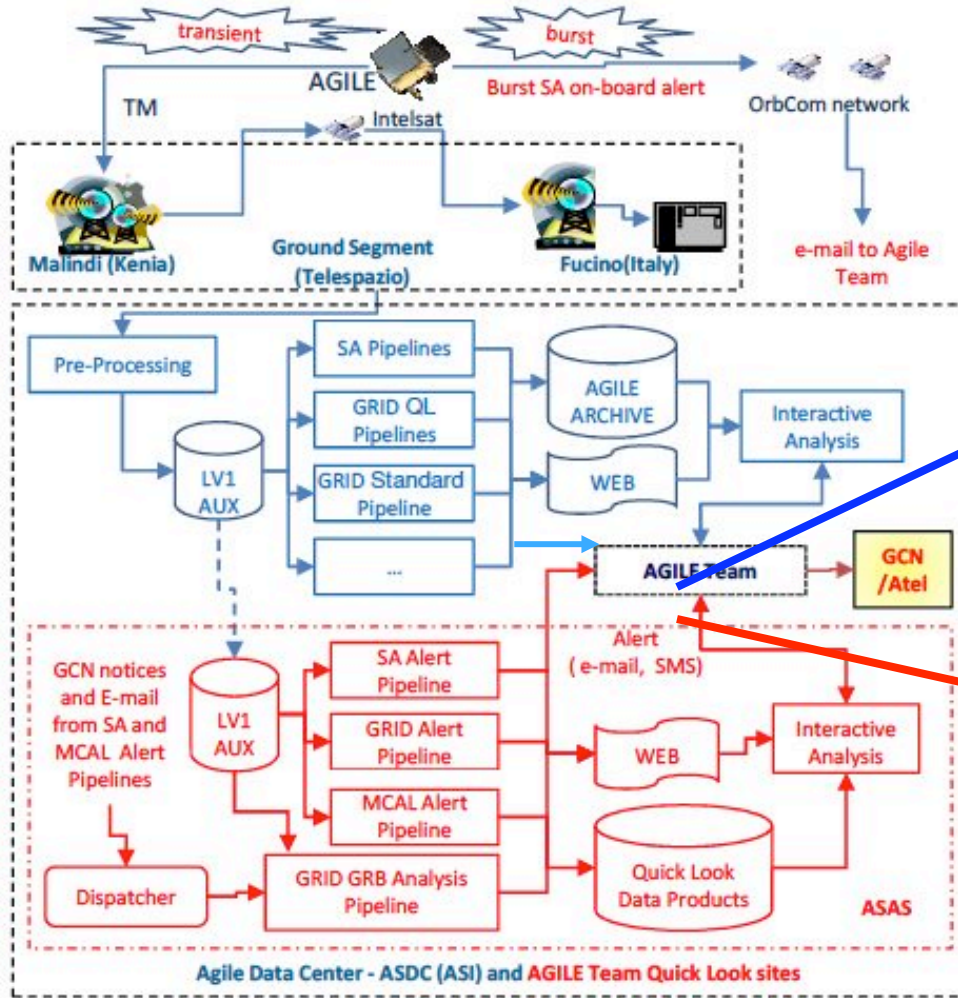 transient
burst
AGILE
Burst SA on-board alert
OrbCom network
TM
Intelsat
Malindi (Kenia)
Ground Segment
(Telespazio)
Fucino(Italy)
e-mail to Agile
Team
Pre-Processing
LV1
AUX
SA Pipelines
GRID QL
Pipelines
GRID Standard
Pipeline
...
AGILE
ARCHIVE
WEB
Interactive
Analysis
AGILE Team
GCN
/Atel
GCN notices
and E-mail
from SA and
MCAL Alert
Pipelines
LV1
AUX
SA Alert
Pipeline
GRID Alert
Pipeline
MCAL Alert
Pipeline
Alert
( e-mail, SMS)
WEB
Interactive
Analysis
Dispatcher
GRID GRB Analysis
Pipeline
Quick Look
Data Products
ASAS
Agile Data Center - ASDC (ASI) and AGILE Team Quick Look sites